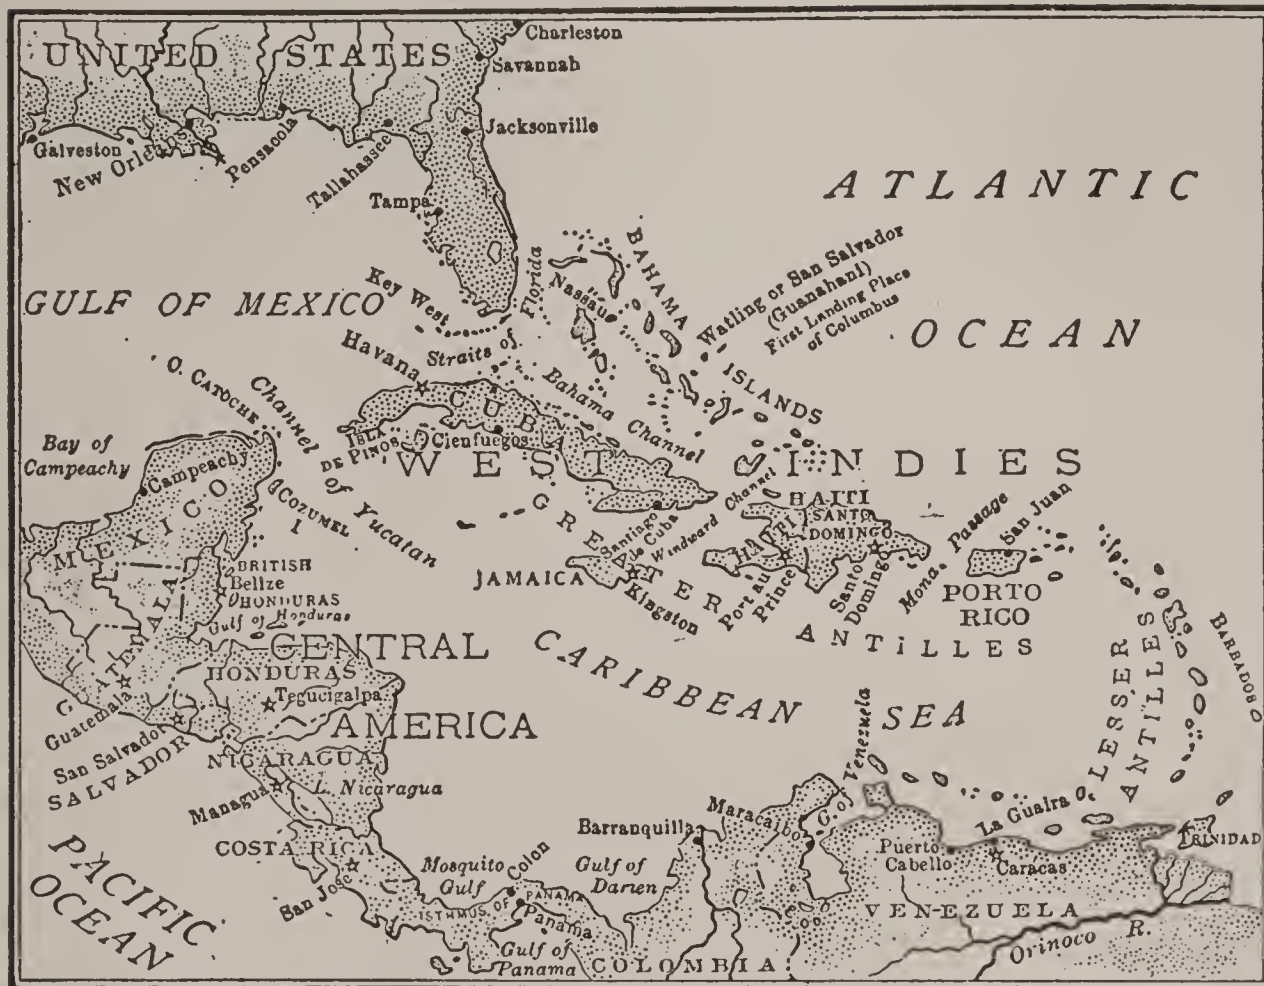 UNITED STATES
Charleston
Savannah
Jacksonville
Galveston
New Orleans
Pensacola
Tallahassee
Tampa
ATLANTIC
OCEAN
GULF OF MEXICO
Key West
Straits of Florida
BAHAMA
ISLANDS
Nassau
Watling or San Salvador
(Guanahani)
First Landing Place
of Columbus
Havana
CUBA
Bahama Channel
C. CATOCHE
Channel
of Yucatan
Bay of
Campeachy
Campeachy
ISLA
DE PINOS
Cienfuegos
WEST INDIES
COZUMEL
I
MEXICO
GREATER
ANTILLES
Santiago
de Cuba
Windward Channel
HAITI
HAITI
SANTO
DOMINGO
Mona Passage
San Juan
JAMAICA
Kingston
Port au
Prince
Santo
Domingo
PORTO
RICO
BRITISH
Belize
HONDURAS
Gulf of Honduras
GUATEMALA
Guatemala
CENTRAL
AMERICA
HONDURAS
Tegucigalpa
CARIBBEAN
SEA
LESSER
ANTILLES
BARBADOS
San Salvador
SALVADOR
NICARAGUA
Managua
L. Nicaragua
G. of Venezuela
Maracaibo
La Guaira
Barranquilla
Puerto
Cabello
Caracas
TRINIDAD
COSTA RICA
San Jose
Mosquito
Gulf
Colon
Gulf of
Darien
ISTHMUS OF
PANAMA
Panama
Gulf of
Panama
PACIFIC
OCEAN
COLOMBIA
VENEZUELA
Orinoco R.